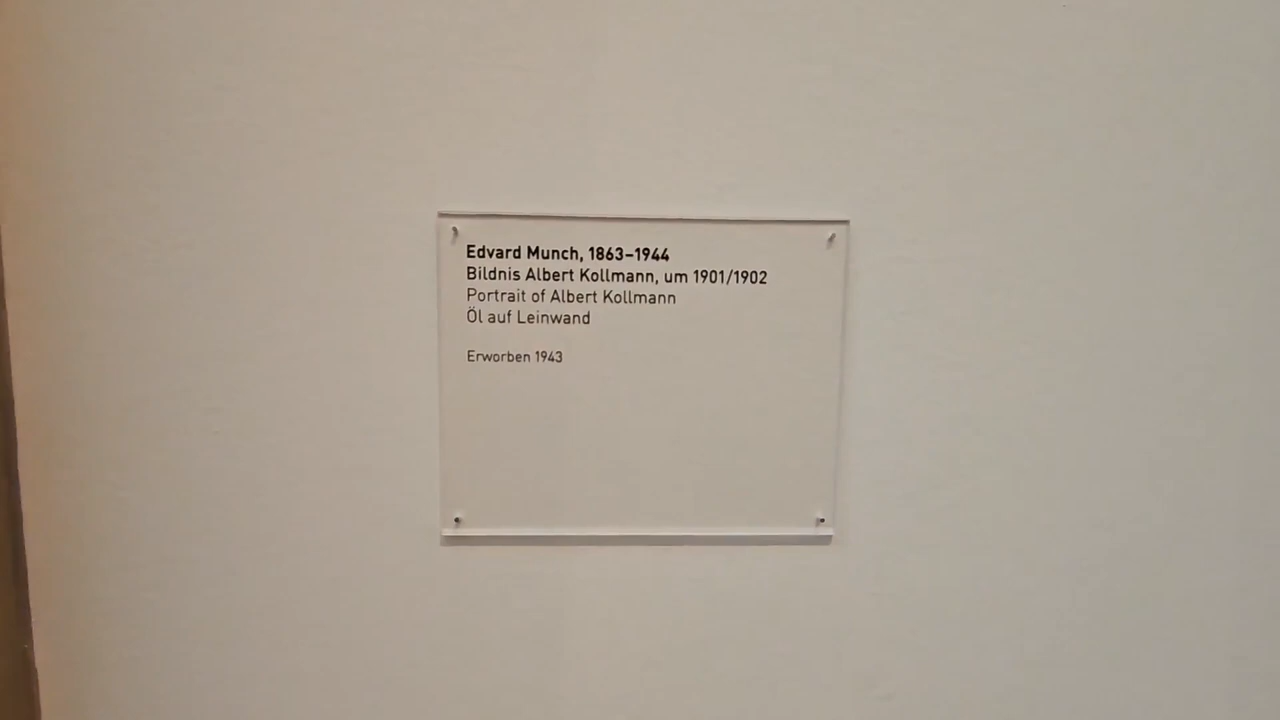 Edvard Munch, 1863–1944
Bildnis Albert Kollmann, um 1901/1902
Portrait of Albert Kollmann
Öl auf Leinwand
Erworben 1943